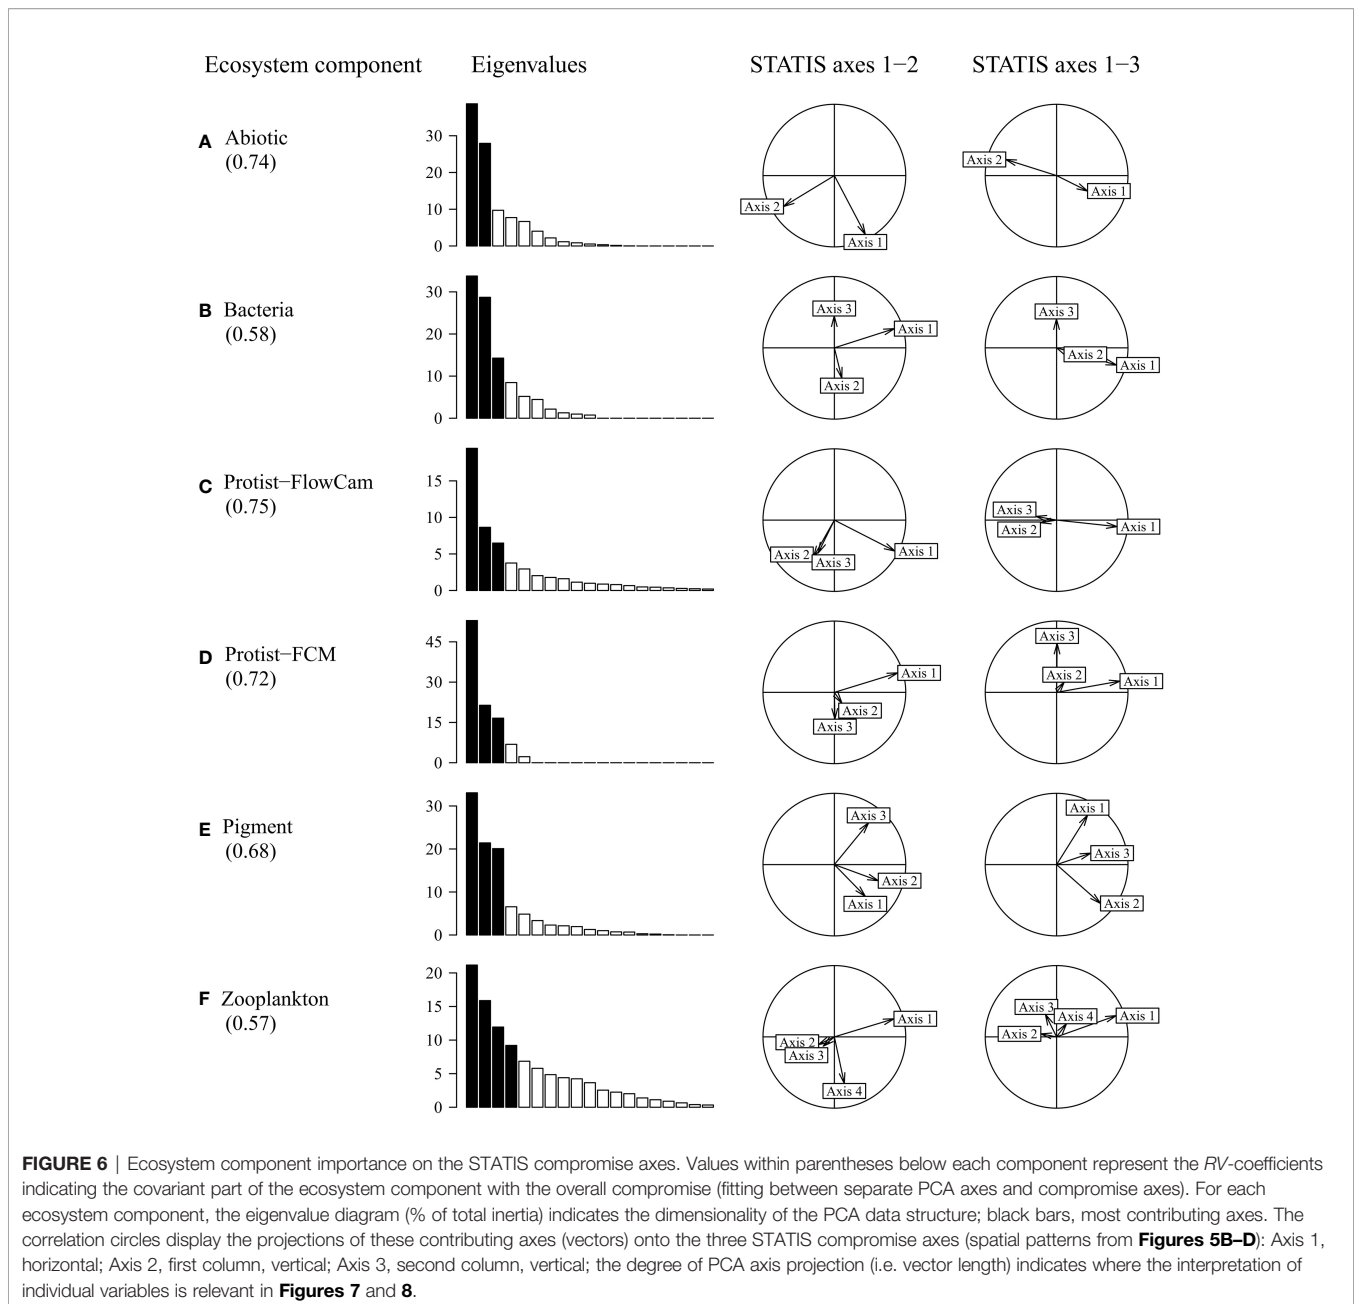 Ecosystem component Eigenvalues STATIS axes 1−2 STATIS axes 1−3
A Abiotic
(0.74)
30
20
10
0
Axis 2
Axis 1
Axis 2
Axis 1
B Bacteria
(0.58)
30
20
10
0
Axis 3
Axis 1
Axis 2
Axis 3
Axis 2
Axis 1
C Protist−FlowCam
(0.75)
15
10
5
0
Axis 2
Axis 3
Axis 1
Axis 3
Axis 2
Axis 1
D Protist−FCM
(0.72)
45
30
15
0
Axis 1
Axis 2
Axis 3
Axis 3
Axis 2
Axis 1
E Pigment
(0.68)
30
20
10
0
Axis 3
Axis 2
Axis 1
Axis 1
Axis 3
Axis 2
F Zooplankton
(0.57)
20
15
10
5
0
Axis 1
Axis 2
Axis 3
Axis 4
Axis 3
Axis 4
Axis 1
Axis 2
FIGURE 6 | Ecosystem component importance on the STATIS compromise axes. Values within parentheses below each component represent the RV-coefficients
indicating the covariant part of the ecosystem component with the overall compromise (fitting between separate PCA axes and compromise axes). For each
ecosystem component, the eigenvalue diagram (% of total inertia) indicates the dimensionality of the PCA data structure; black bars, most contributing axes. The
correlation circles display the projections of these contributing axes (vectors) onto the three STATIS compromise axes (spatial patterns from Figures 5B–D): Axis 1,
horizontal; Axis 2, first column, vertical; Axis 3, second column, vertical; the degree of PCA axis projection (i.e. vector length) indicates where the interpretation of
individual variables is relevant in Figures 7 and 8.